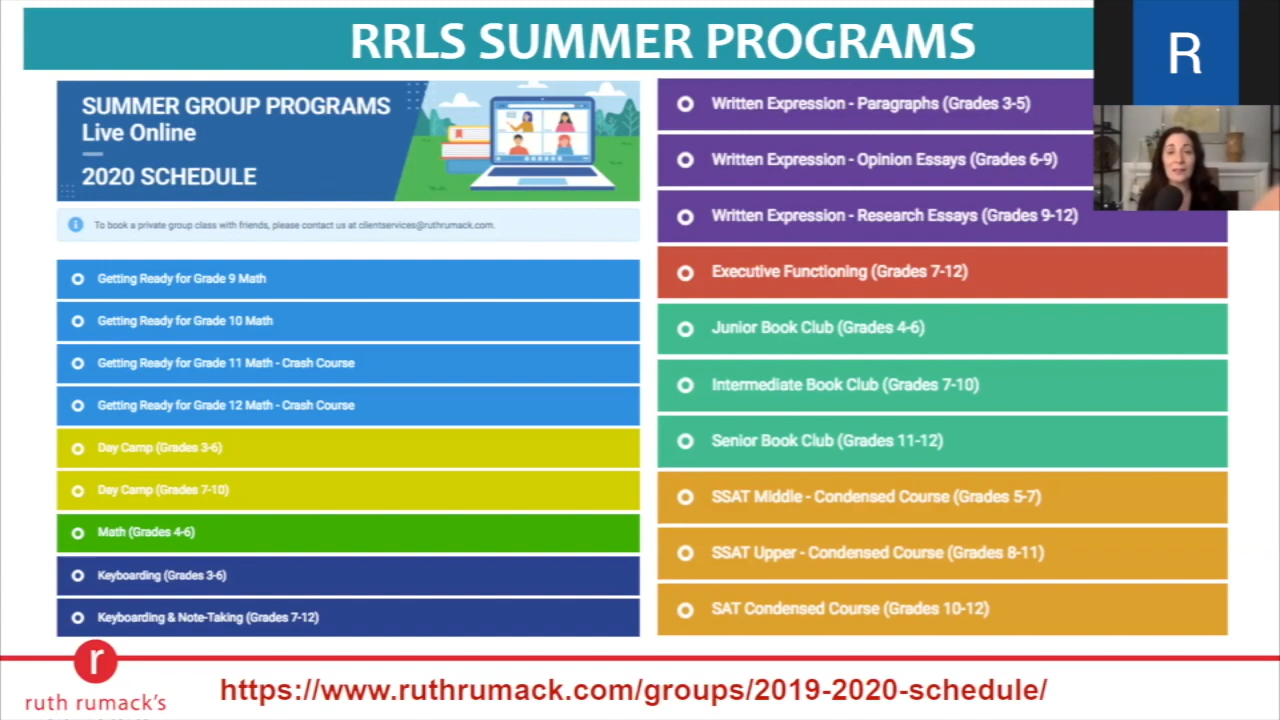 RRLS SUMMER PROGRAMS
R
SUMMER GROUP PROGRAMS
Live Online
2020 SCHEDULE
To book a private group class with friends, please contact us at clientservices@ruthrumack.com.
Getting Ready for Grade 9 Math
Getting Ready for Grade 10 Math
Getting Ready for Grade 11 Math - Crash Course
Getting Ready for Grade 12 Math - Crash Course
Day Camp (Grades 3-6)
Day Camp (Grades 7-10)
Math (Grades 4-6)
Keyboarding (Grades 3-6)
Keyboarding & Note-Taking (Grades 7-12)
Written Expression - Paragraphs (Grades 3-5)
Written Expression - Opinion Essays (Grades 6-9)
Written Expression - Research Essays (Grades 9-12)
Executive Functioning (Grades 7-12)
Junior Book Club (Grades 4-6)
Intermediate Book Club (Grades 7-10)
Senior Book Club (Grades 11-12)
SSAT Middle - Condensed Course (Grades 5-7)
SSAT Upper - Condensed Course (Grades 8-11)
SAT Condensed Course (Grades 10-12)
r
ruth rumack's
https://www.ruthrumack.com/groups/2019-2020-schedule/